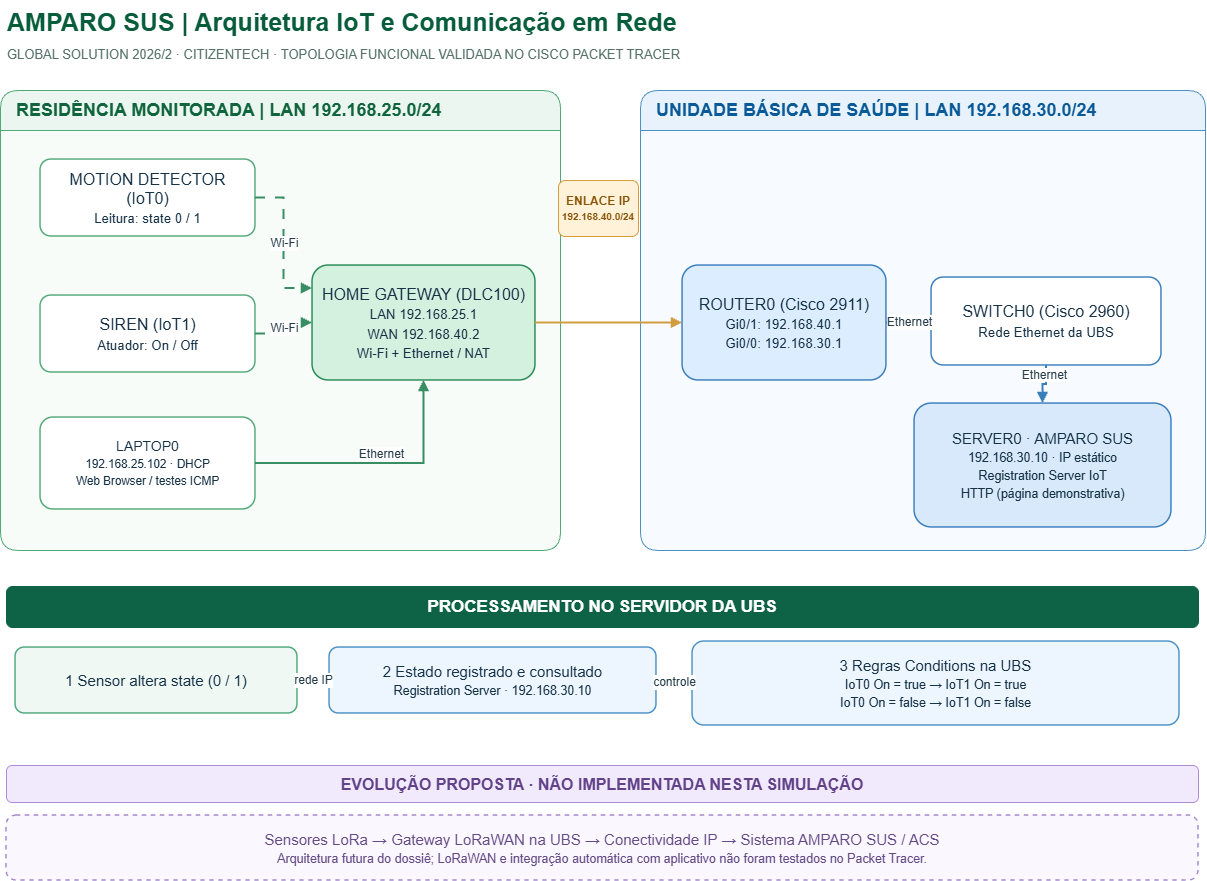 AMPARO SUS | Arquitetura IoT e Comunicação em Rede
GLOBAL SOLUTION 2026/2 · CITIZENTECH · TOPOLOGIA FUNCIONAL VALIDADA NO CISCO PACKET TRACER
RESIDÊNCIA MONITORADA | LAN 192.168.25.0/24
MOTION DETECTOR
(IoT0)
Leitura: state 0 / 1
Wi-Fi
SIREN (IoT1)
Atuador: On / Off
Wi-Fi
HOME GATEWAY (DLC100)
LAN 192.168.25.1
WAN 192.168.40.2
Wi-Fi + Ethernet / NAT
LAPTOP0
192.168.25.102 · DHCP
Web Browser / testes ICMP
Ethernet
ENLACE IP
192.168.40.0/24
UNIDADE BÁSICA DE SAÚDE | LAN 192.168.30.0/24
ROUTER0 (Cisco 2911)
Gi0/1: 192.168.40.1
Gi0/0: 192.168.30.1
Ethernet
SWITCH0 (Cisco 2960)
Rede Ethernet da UBS
Ethernet
SERVER0 · AMPARO SUS
192.168.30.10 · IP estático
Registration Server IoT
HTTP (página demonstrativa)
PROCESSAMENTO NO SERVIDOR DA UBS
1 Sensor altera state (0 / 1)
rede IP
2 Estado registrado e consultado
Registration Server · 192.168.30.10
controle
3 Regras Conditions na UBS
IoT0 On = true → IoT1 On = true
IoT0 On = false → IoT1 On = false
EVOLUÇÃO PROPOSTA · NÃO IMPLEMENTADA NESTA SIMULAÇÃO
Sensores LoRa → Gateway LoRaWAN na UBS → Conectividade IP → Sistema AMPARO SUS / ACS
Arquitetura futura do dossiê; LoRaWAN e integração automática com aplicativo não foram testados no Packet Tracer.